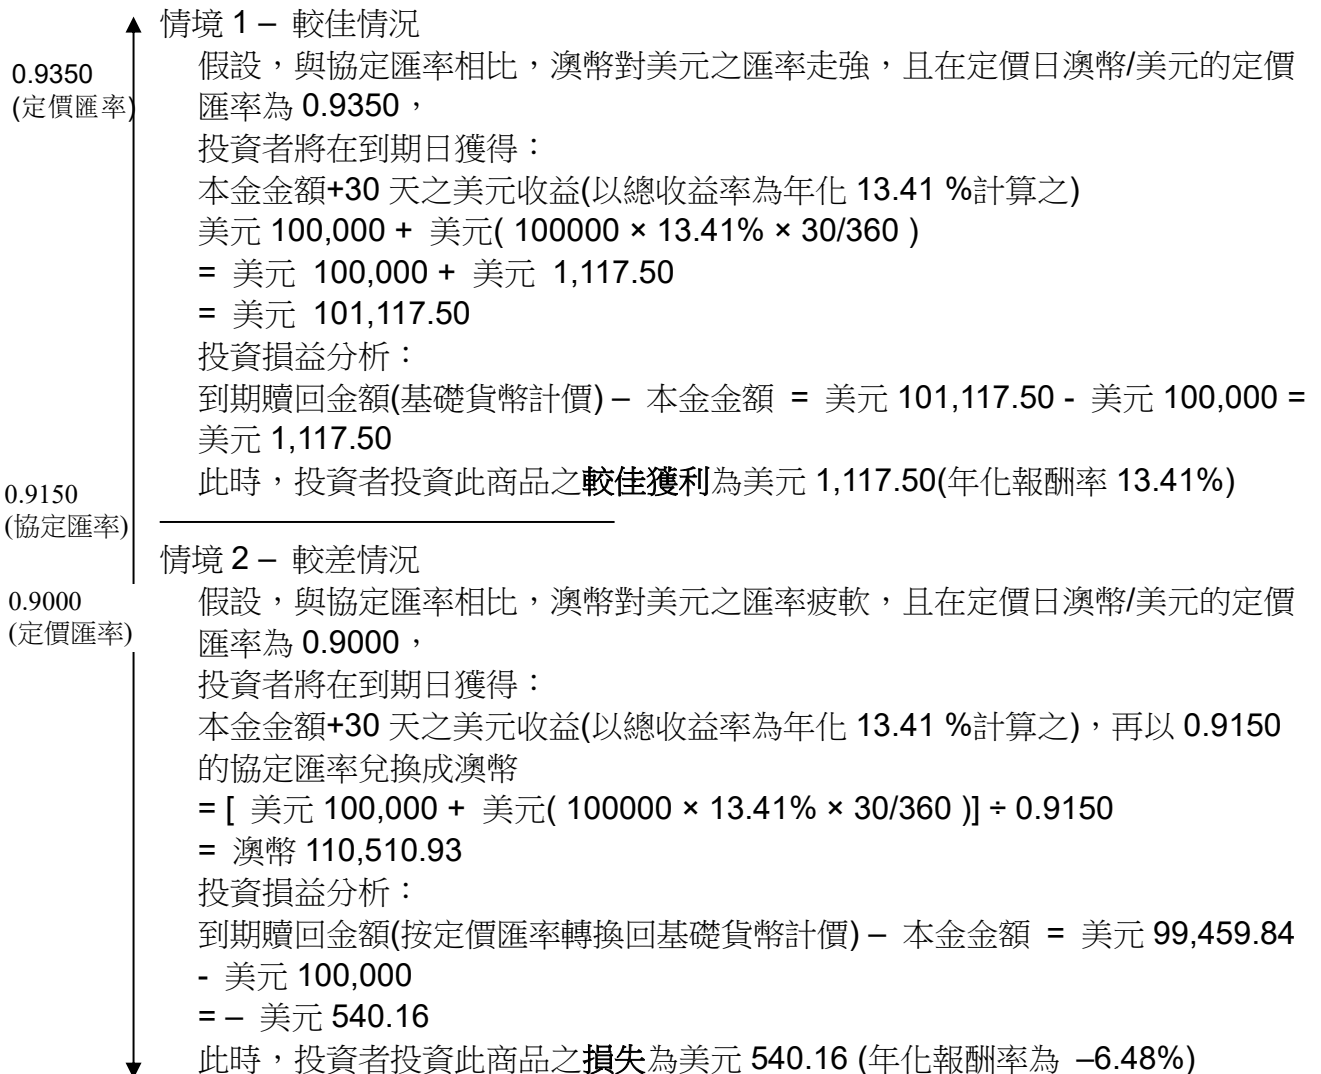 情境 1 – 較佳情況
0.9350
(定價匯率)
假設，與協定匯率相比，澳幣對美元之匯率走強，且在定價日澳幣/美元的定價
匯率為 0.9350，
投資者將在到期日獲得：
本金金額+30 天之美元收益(以總收益率為年化 13.41 %計算之)
美元 100,000 + 美元( 100000 × 13.41% × 30/360 )
= 美元 100,000 + 美元 1,117.50
= 美元 101,117.50
投資損益分析：
到期贖回金額(基礎貨幣計價) – 本金金額 = 美元 101,117.50 - 美元 100,000 =
美元 1,117.50
此時，投資者投資此商品之較佳獲利為美元 1,117.50(年化報酬率 13.41%)
0.9150
(協定匯率)
情境 2 – 較差情況
0.9000
(定價匯率)
假設，與協定匯率相比，澳幣對美元之匯率疲軟，且在定價日澳幣/美元的定價
匯率為 0.9000，
投資者將在到期日獲得：
本金金額+30 天之美元收益(以總收益率為年化 13.41 %計算之)，再以 0.9150
的協定匯率兌換成澳幣
= [ 美元 100,000 + 美元( 100000 × 13.41% × 30/360 )] ÷ 0.9150
= 澳幣 110,510.93
投資損益分析：
到期贖回金額(按定價匯率轉換回基礎貨幣計價) – 本金金額 = 美元 99,459.84
- 美元 100,000
= – 美元 540.16
此時，投資者投資此商品之損失為美元 540.16 (年化報酬率為 –6.48%)